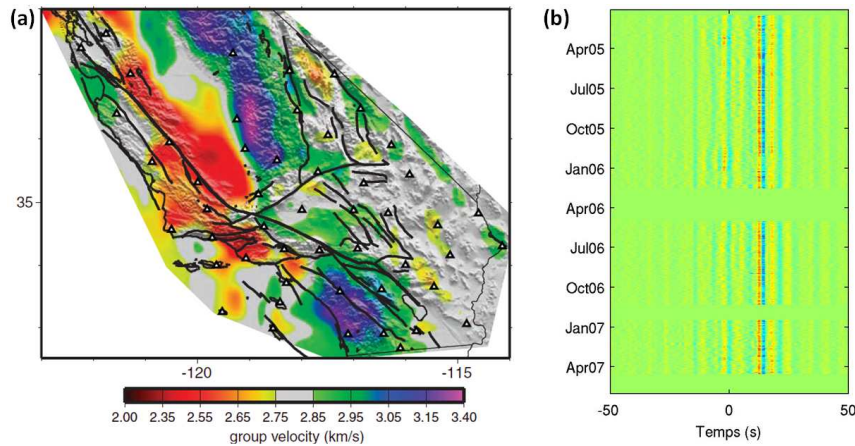 (a)
35
-120
-115
2.00 2.35 2.55 2.65 2.75 2.85 2.95 3.05 3.15 3.40
group velocity (km/s)
(b)
Apr05
Jul05
Oct05
Jan06
Apr06
Jul06
Oct06
Jan07
Apr07
-50 0 50
Temps (s)